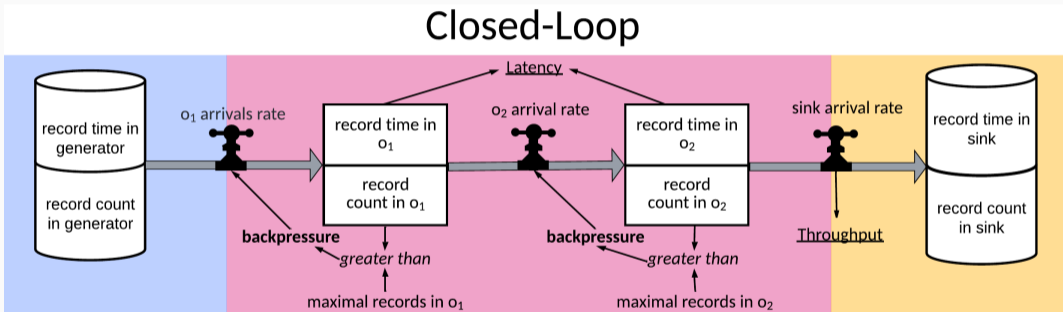 Closed-Loop
Latency
o₁ arrivals rate
o₂ arrival rate
sink arrival rate
record time in
generator
record count
in generator
record time in
o₁
record
count in o₁
record time in
o₂
record
count in o₂
record time in
sink
record count
in sink
backpressure
greater than
maximal records in o₁
backpressure
greater than
maximal records in o₂
Throughput